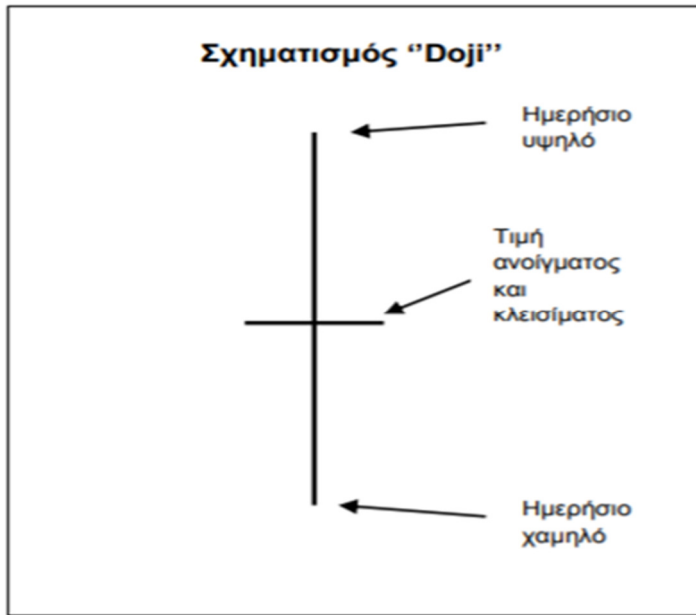 Σχηματισμός ‘’Doji’’
Ημερήσιο
υψηλό
Τιμή
ανοίγματος
και
κλεισίματος
Ημερήσιο
χαμηλό